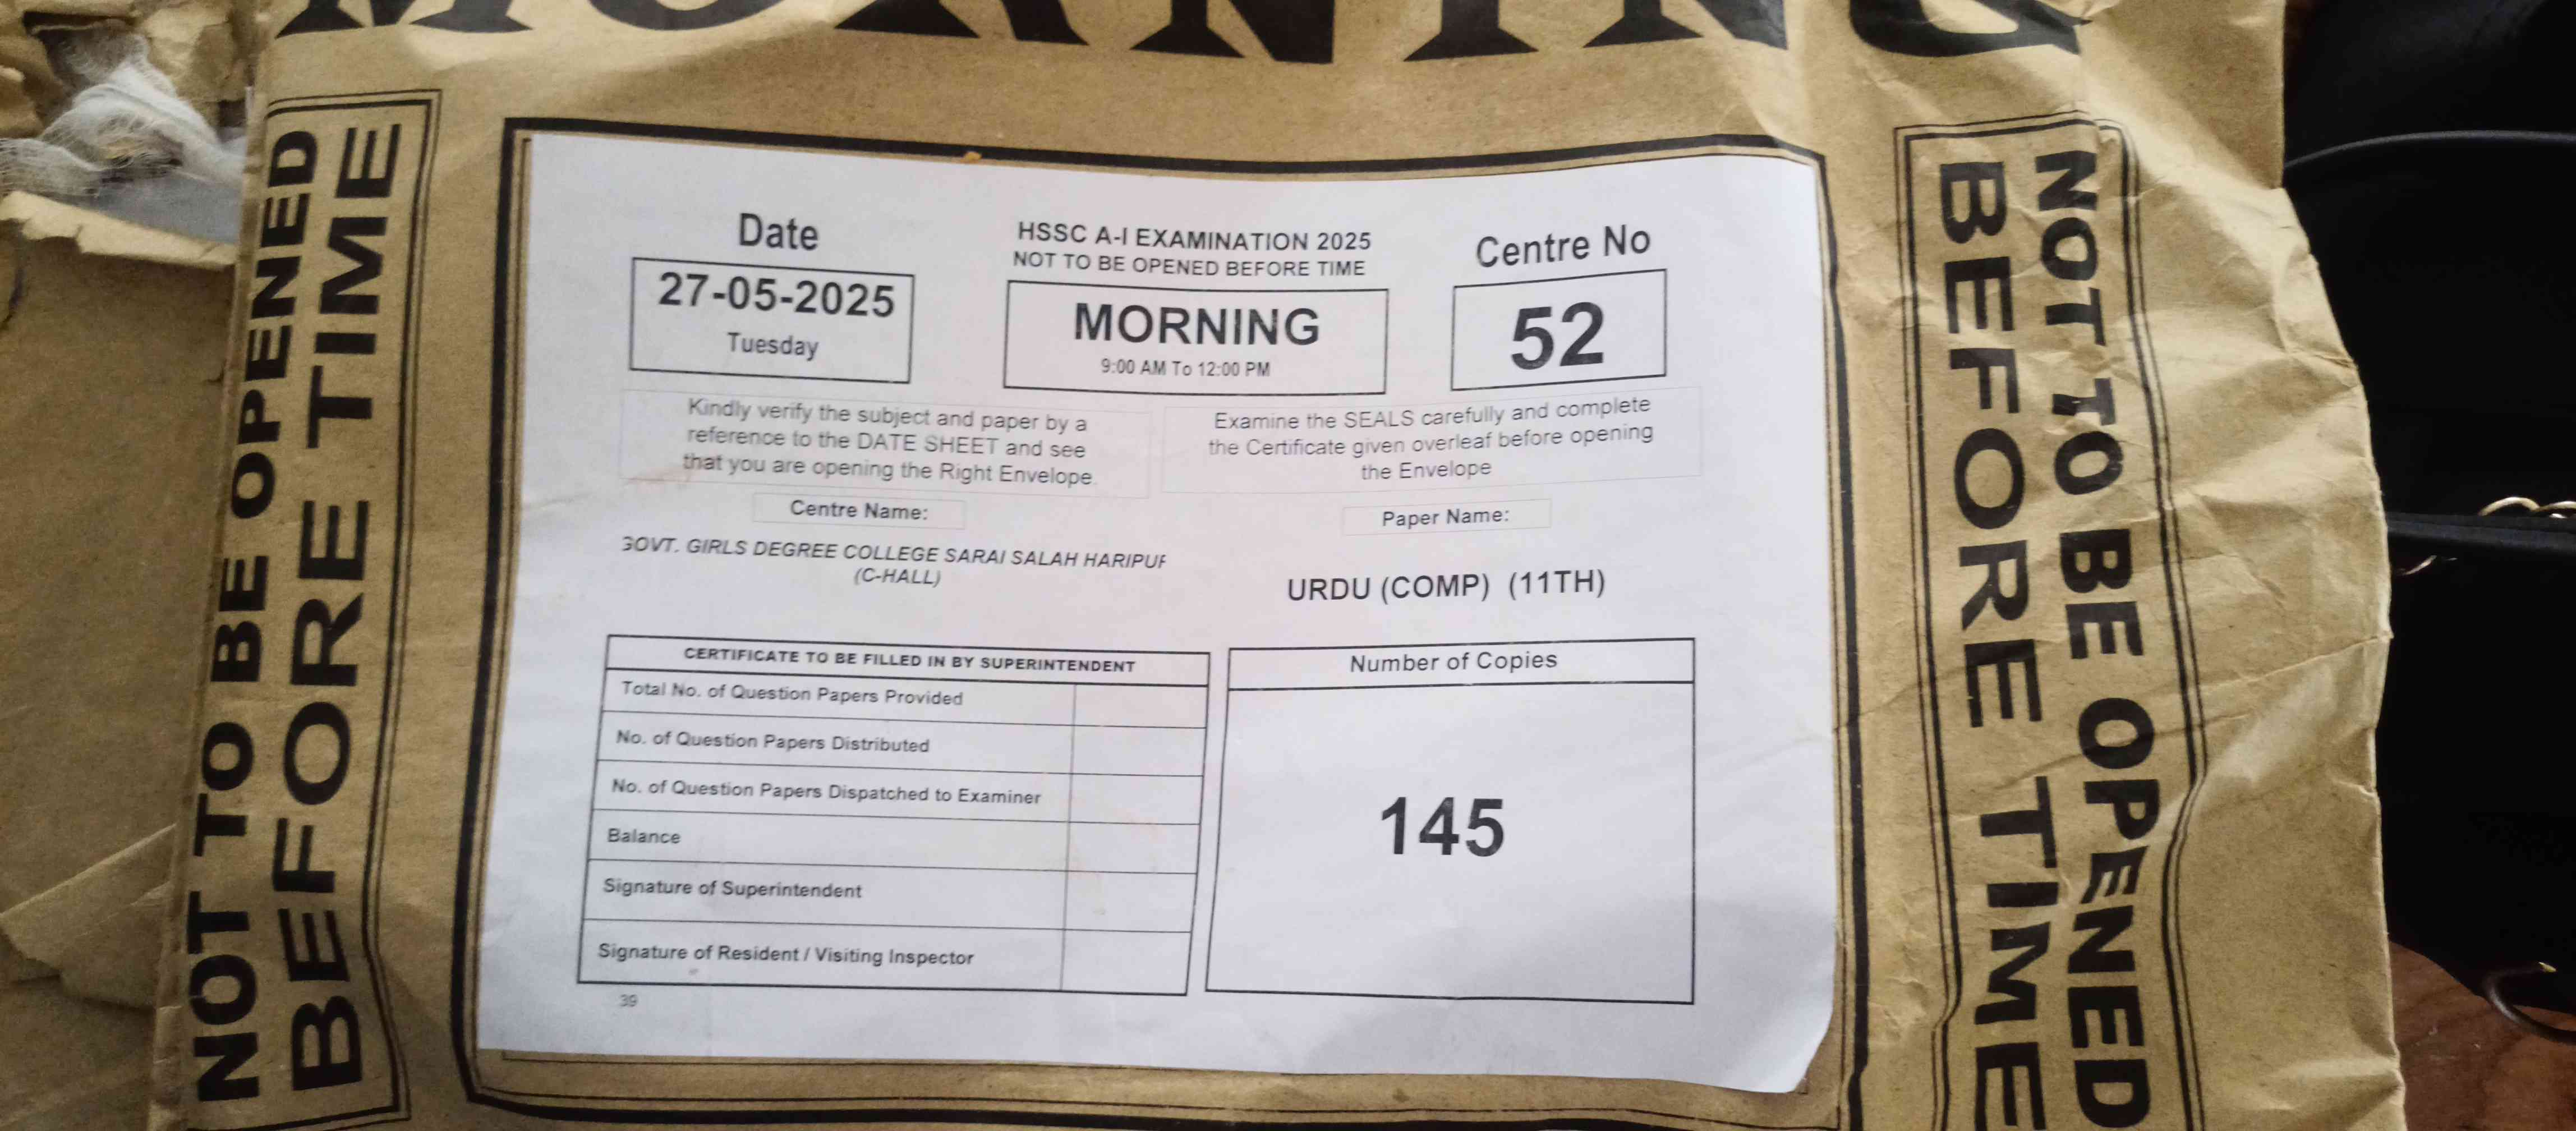 MORNING
NOT TO BE OPENED
BEFORE TIME
Date
27-05-2025
Tuesday
HSSC A-I EXAMINATION 2025
NOT TO BE OPENED BEFORE TIME
MORNING
9:00 AM To 12:00 PM
Centre No
52
Kindly verify the subject and paper by a
reference to the DATE SHEET and see
that you are opening the Right Envelope.
Examine the SEALS carefully and complete
the Certificate given overleaf before opening
the Envelope
Centre Name:
GOVT. GIRLS DEGREE COLLEGE SARAI SALAH HARIPUR
(C-HALL)
Paper Name:
URDU (COMP) (11TH)
CERTIFICATE TO BE FILLED IN BY SUPERINTENDENT
Total No. of Question Papers Provided
No. of Question Papers Distributed
No. of Question Papers Dispatched to Examiner
Balance
Signature of Superintendent
Signature of Resident / Visiting Inspector
Number of Copies
145
39
NOT TO BE OPENED
BEFORE TIME